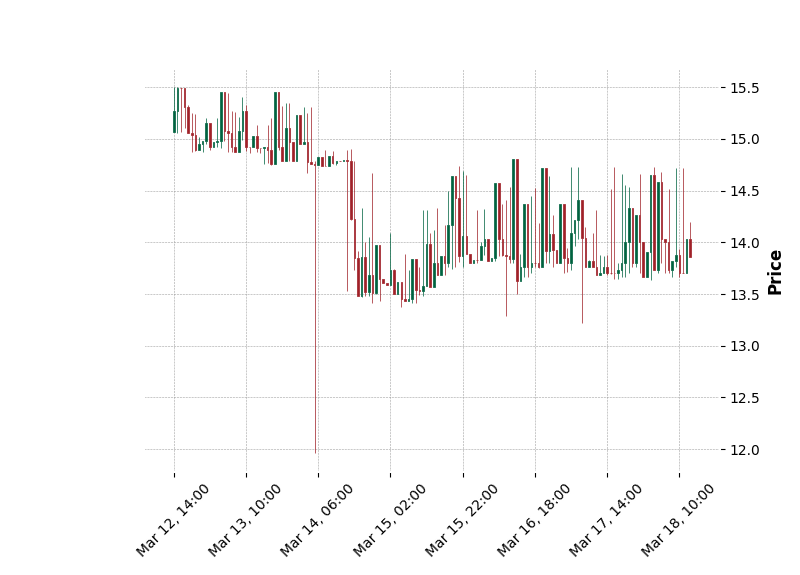 15.5
15.0
14.5
14.0
13.5
13.0
12.5
12.0
Price
Mar 12, 14:00
Mar 13, 10:00
Mar 14, 06:00
Mar 15, 02:00
Mar 15, 22:00
Mar 16, 18:00
Mar 17, 14:00
Mar 18, 10:00